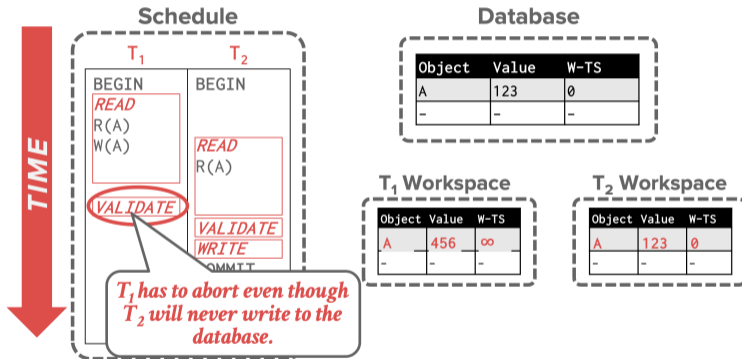 Schedule
T1 T2
BEGIN BEGIN
READ
R(A)
W(A)
READ
R(A)
VALIDATE
VALIDATE
WRITE
COMMIT
T1 has to abort even though
T2 will never write to the
database.
TIME
Database
Object Value W-TS
A 123 0
- - -
T1 Workspace
Object Value W-TS
A 456 ∞
- - -
T2 Workspace
Object Value W-TS
A 123 0
- - -